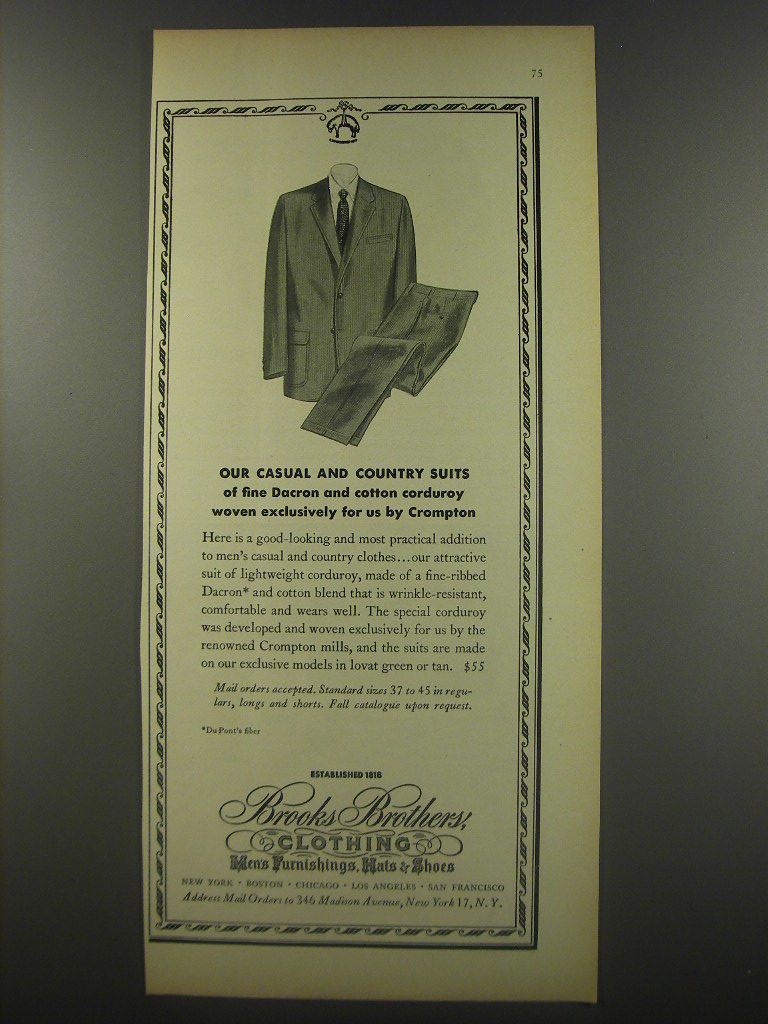 75
OUR CASUAL AND COUNTRY SUITS
of fine Dacron and cotton corduroy
woven exclusively for us by Crompton
Here is a good-looking and most practical addition
to men's casual and country clothes...our attractive
suit of lightweight corduroy, made of a fine-ribbed
Dacron* and cotton blend that is wrinkle-resistant,
comfortable and wears well. The special corduroy
was developed and woven exclusively for us by the
renowned Crompton mills, and the suits are made
on our exclusive models in lovat green or tan. $55
Mail orders accepted. Standard sizes 37 to 45 in regu-
lars, longs and shorts. Fall catalogue upon request.
*Du Pont's fiber
ESTABLISHED 1818
Brooks Brothers,
CLOTHING
Men's Furnishings, Hats & Shoes
NEW YORK • BOSTON • CHICAGO • LOS ANGELES • SAN FRANCISCO
Address Mail Orders to 346 Madison Avenue, New York 17, N. Y.